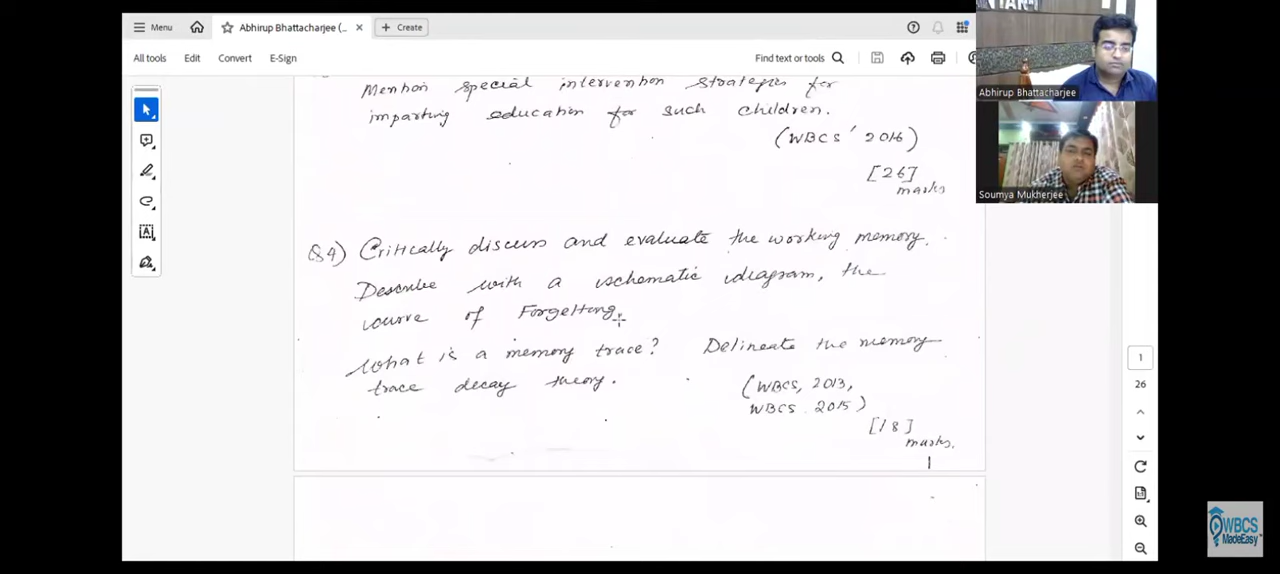 Menu
Abhirup Bhattacharjee (...
Create
All tools
Edit
Convert
E-Sign
Find text or tools
Mention special intervention strategies for
imparting education for such children.
(WBCS' 2016)
[26]
marks
Q4) Critically discuss and evaluate the working memory.
Describe with a schematic diagram, the
curve of Forgetting.
What is a memory trace? Delineate the memory
trace decay theory.
(WBCS, 2013,
WBCS 2015)
[18]
marks.
1
26
Abhirup Bhattacharjee
Soumya Mukherjee
WBCS
MadeEasy